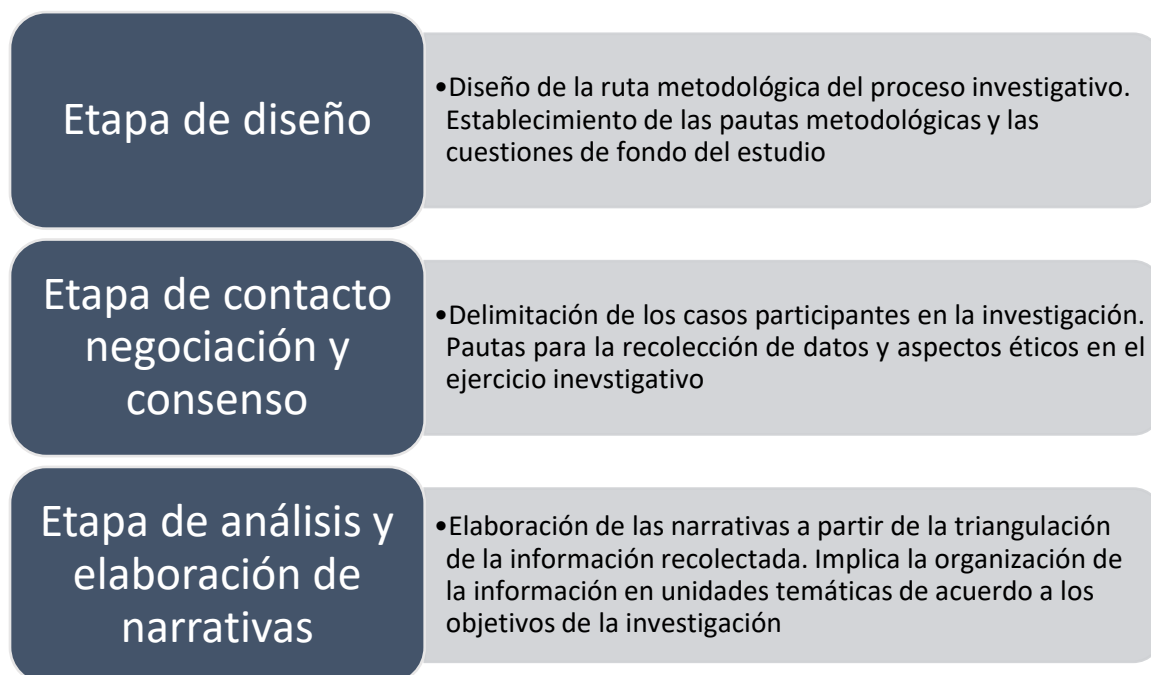 Etapa de diseño
•Diseño de la ruta metodológica del proceso investigativo.
Establecimiento de las pautas metodológicas y las
cuestiones de fondo del estudio
Etapa de contacto
negociación y
consenso
•Delimitación de los casos participantes en la investigación.
Pautas para la recolección de datos y aspectos éticos en el
ejercicio inevstigativo
Etapa de análisis y
elaboración de
narrativas
•Elaboración de las narrativas a partir de la triangulación
de la información recolectada. Implica la organización de
la información en unidades temáticas de acuerdo a los
objetivos de la investigación